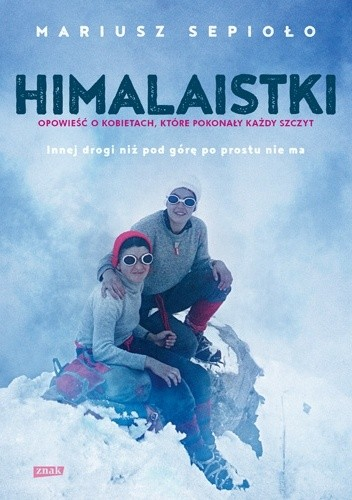 MARIUSZ SEPIOŁO
HIMALAISTKI
OPOWIEŚĆ O KOBIETACH, KTÓRE POKONAŁY KAŻDY SZCZYT
Innej drogi niż pod górę po prostu nie ma
znak